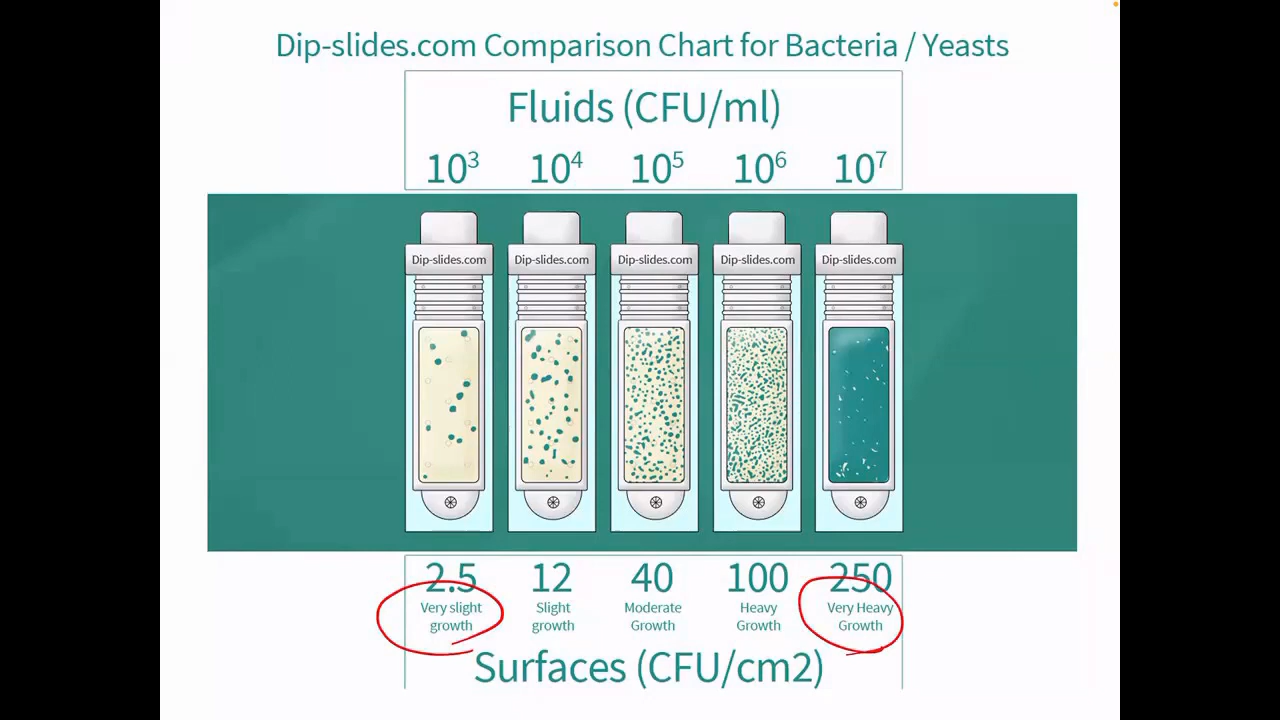 Dip-slides.com Comparison Chart for Bacteria / Yeasts
Fluids (CFU/ml)
10³ 10⁴ 10⁵ 10⁶ 10⁷
Dip-slides.com Dip-slides.com Dip-slides.com Dip-slides.com Dip-slides.com
2.5 12 40 100 250
Very slight Slight Moderate Heavy Very Heavy
growth growth Growth Growth Growth
Surfaces (CFU/cm2)